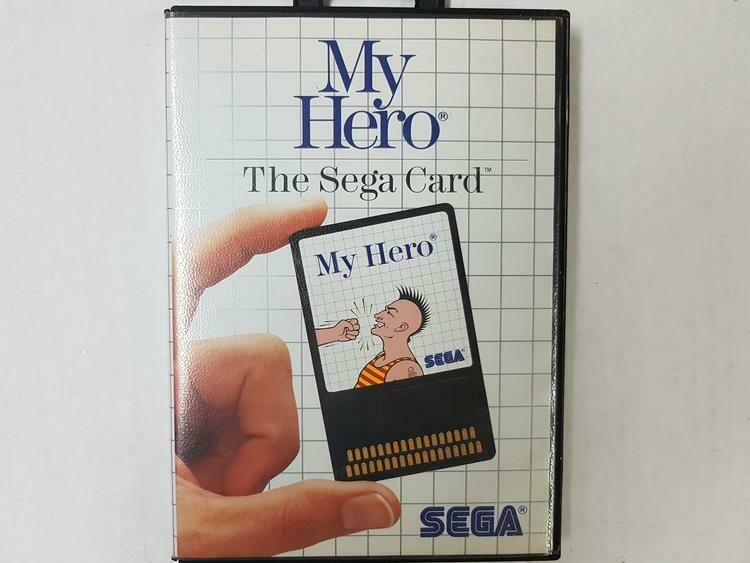 My
Hero®
The Sega Card™
My Hero®
SEGA
SEGA®